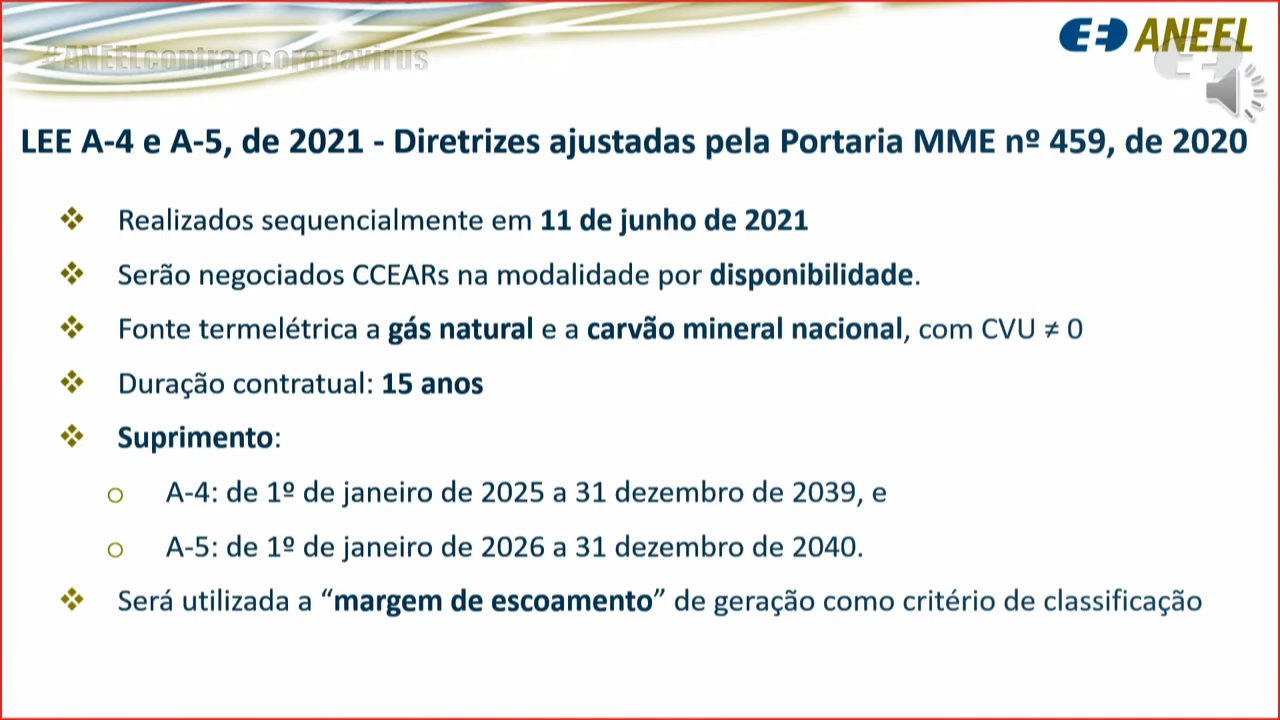 #ANEELcontraocoronavirus
ANEEL
LEE A-4 e A-5, de 2021 - Diretrizes ajustadas pela Portaria MME nº 459, de 2020
Realizados sequencialmente em 11 de junho de 2021
Serão negociados CCEARs na modalidade por disponibilidade.
Fonte termelétrica a gás natural e a carvão mineral nacional, com CVU ≠ 0
Duração contratual: 15 anos
Suprimento:
A-4: de 1º de janeiro de 2025 a 31 dezembro de 2039, e
A-5: de 1º de janeiro de 2026 a 31 dezembro de 2040.
Será utilizada a “margem de escoamento” de geração como critério de classificação